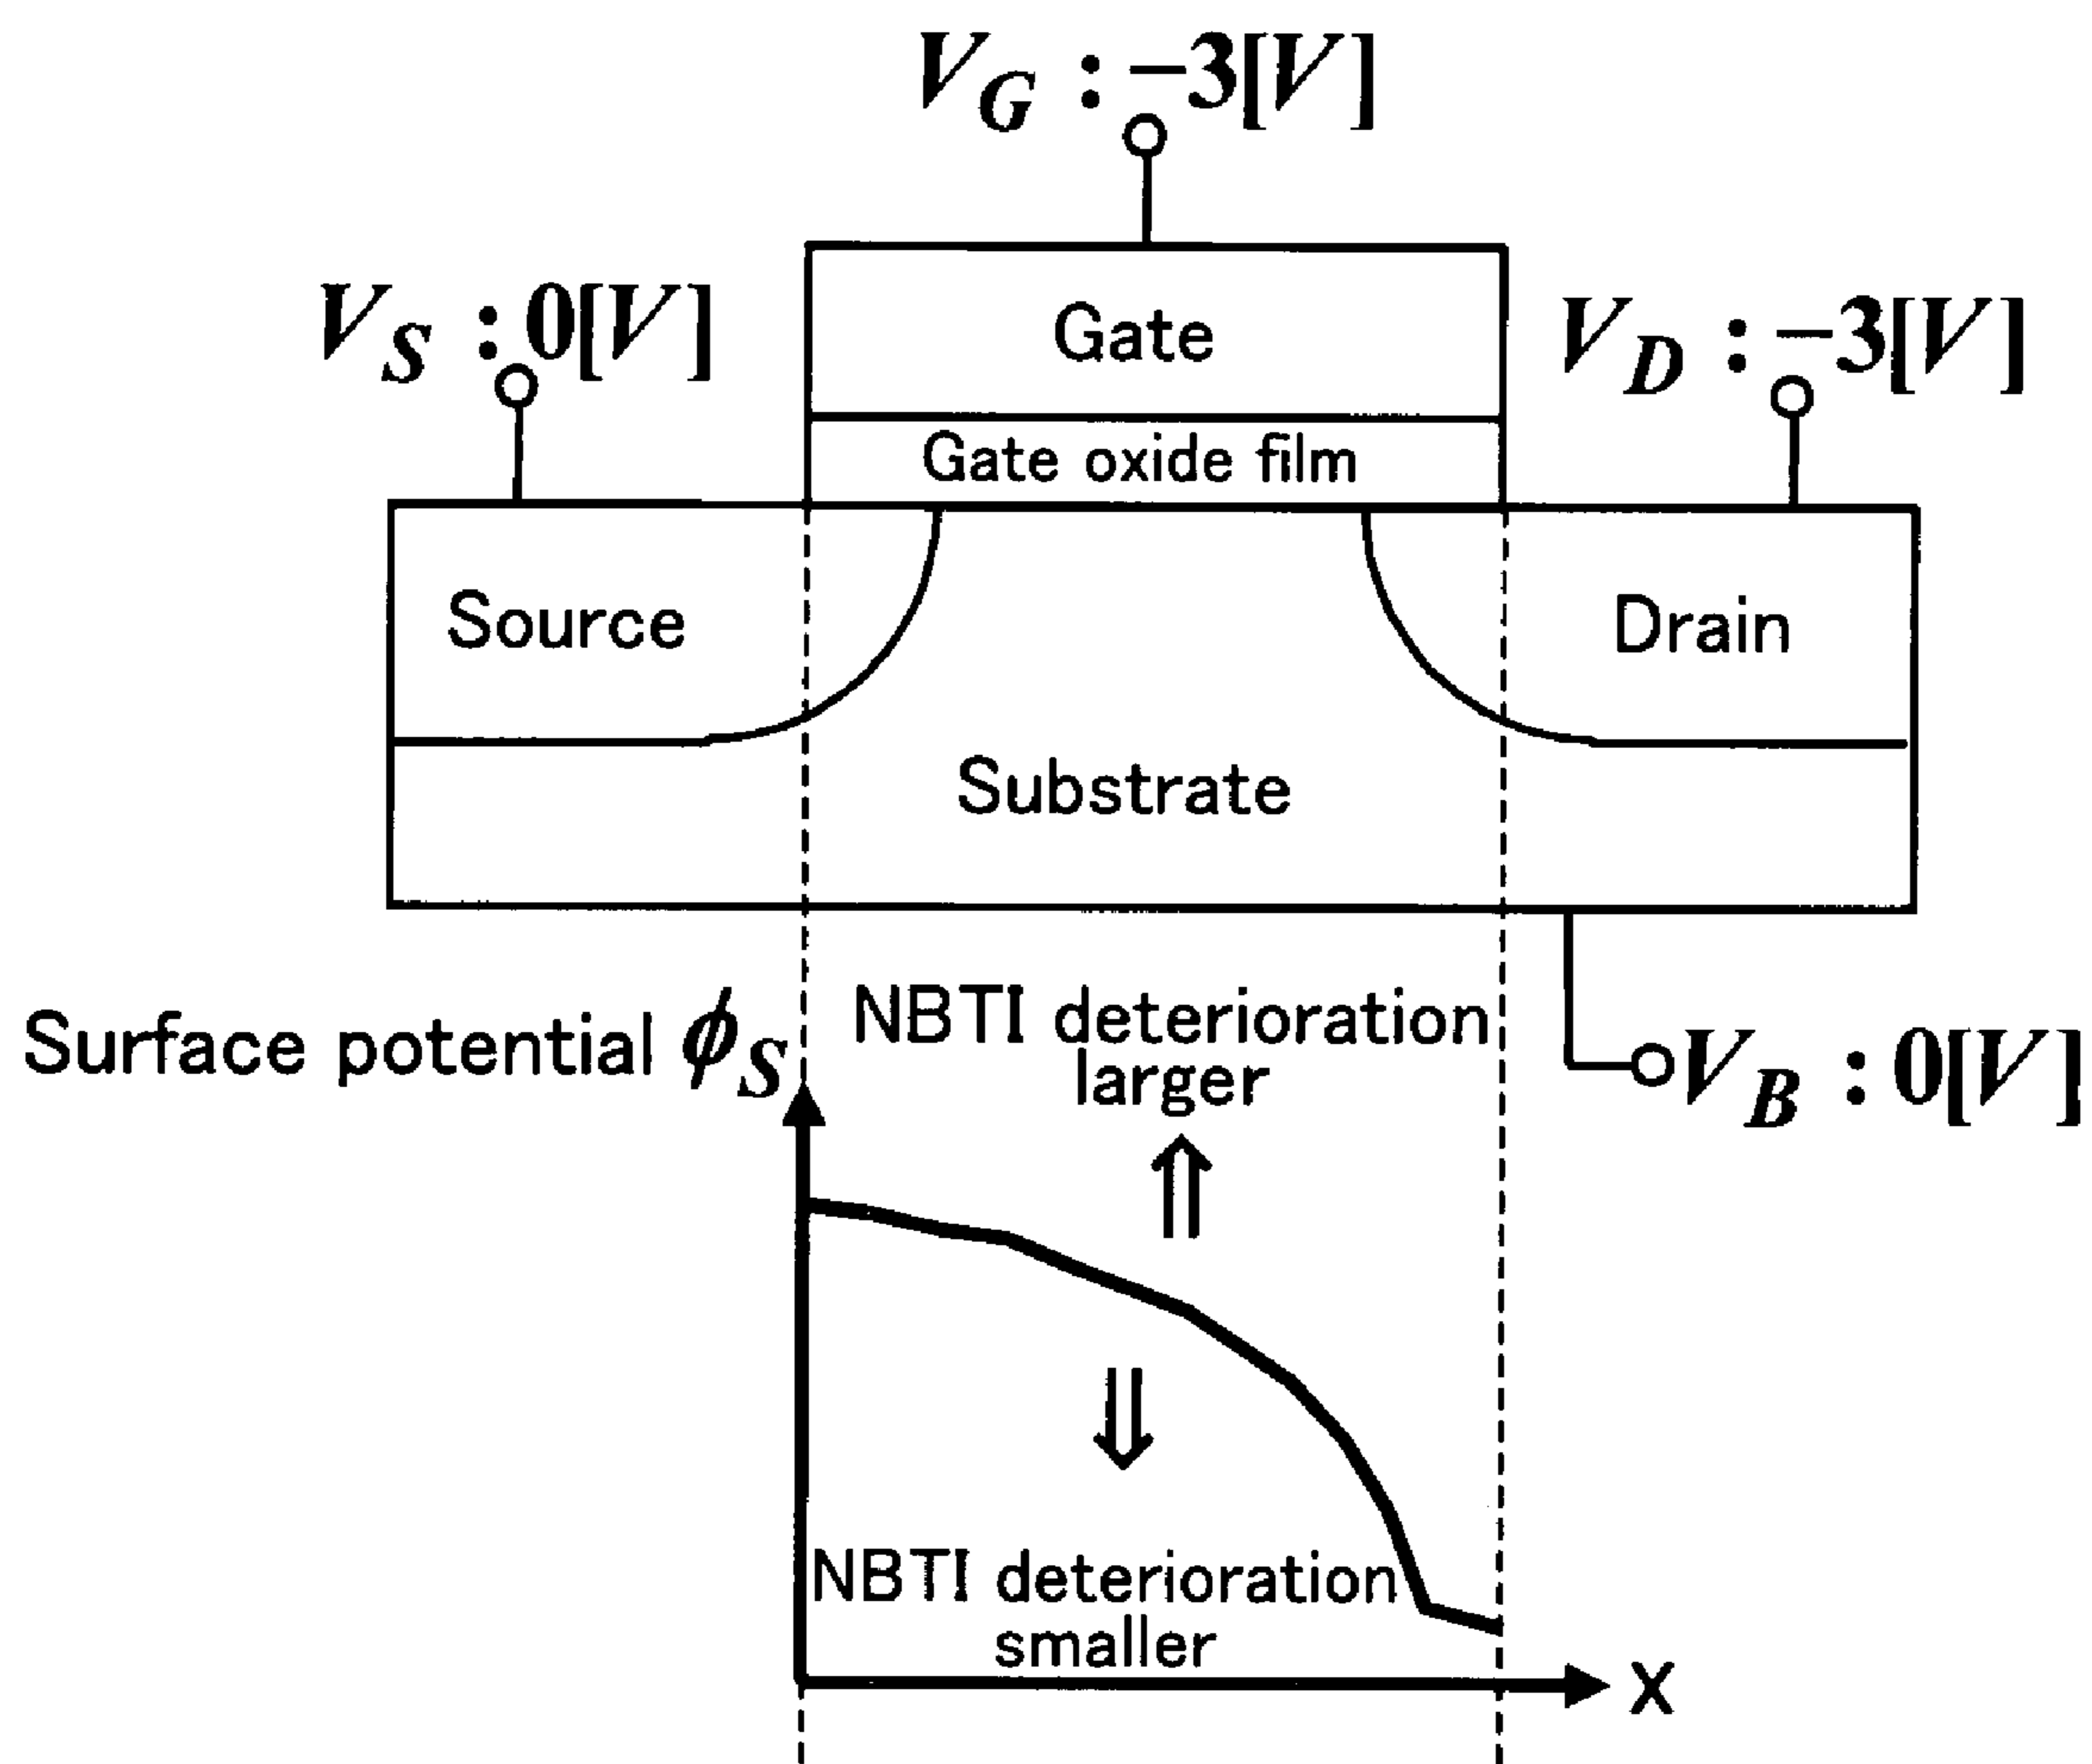 V_G : −3[V]
V_S : 0[V]
Gate
V_D : −3[V]
Gate oxide film
Source
Drain
Substrate
Surface potential ϕ_S
NBTI deterioration
larger
V_B : 0[V]
NBTI deterioration
smaller
X